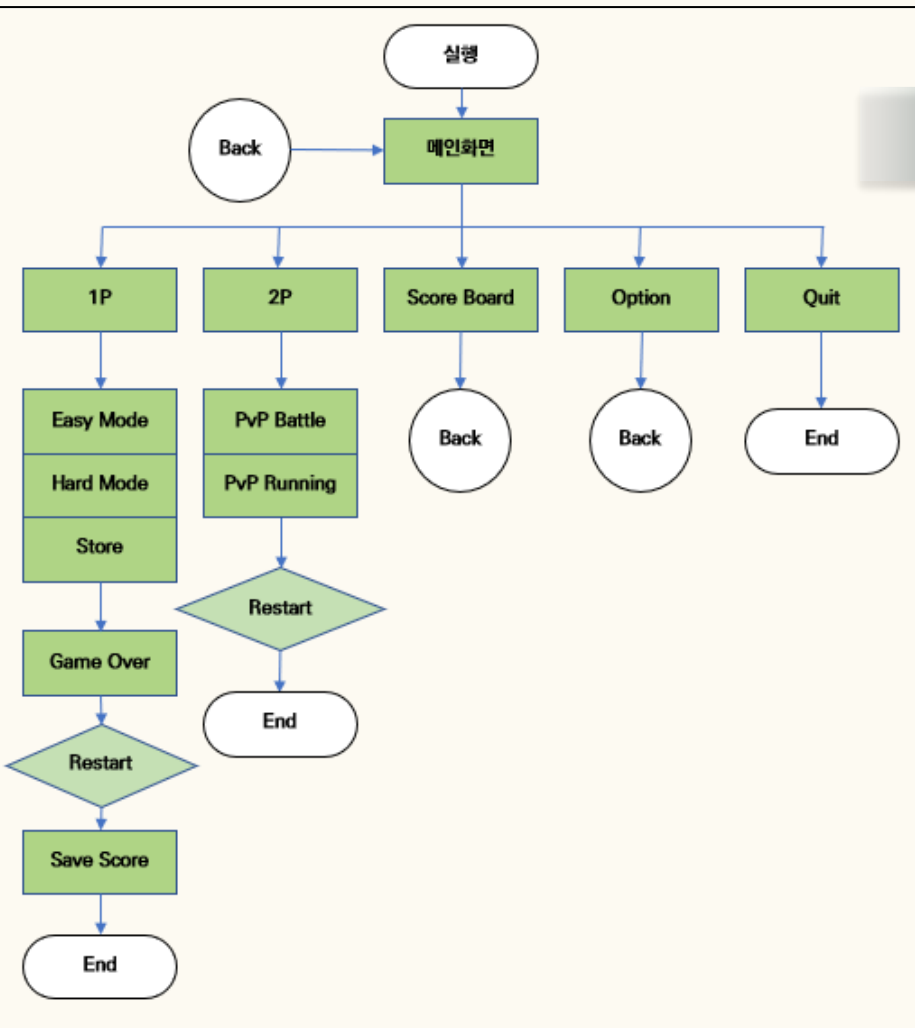 실행
Back
메인화면
1P
2P
Score Board
Option
Quit
Easy Mode
Hard Mode
Store
PvP Battle
PvP Running
Back
Back
End
Restart
End
Game Over
Restart
Save Score
End